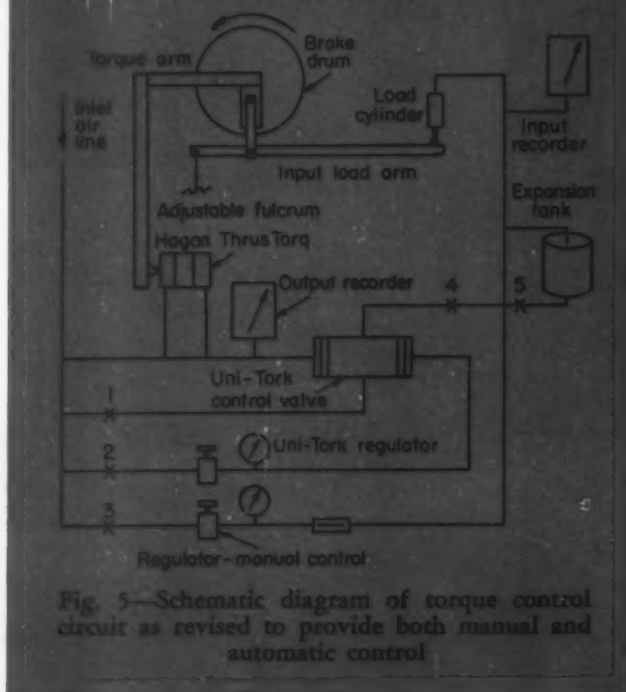 Brake
drum
Torque arm
Inlet
air
line
Load
cylinder
Input
recorder
Input load arm
Adjustable fulcrum
Expansion
tank
Hagan ThrusTorq
Output recorder
4
5
Uni-Tork
control valve
1
2
Uni-Tork regulator
3
Regulator-manual control
Fig. 5—Schematic diagram of torque control
circuit as revised to provide both manual and
automatic control